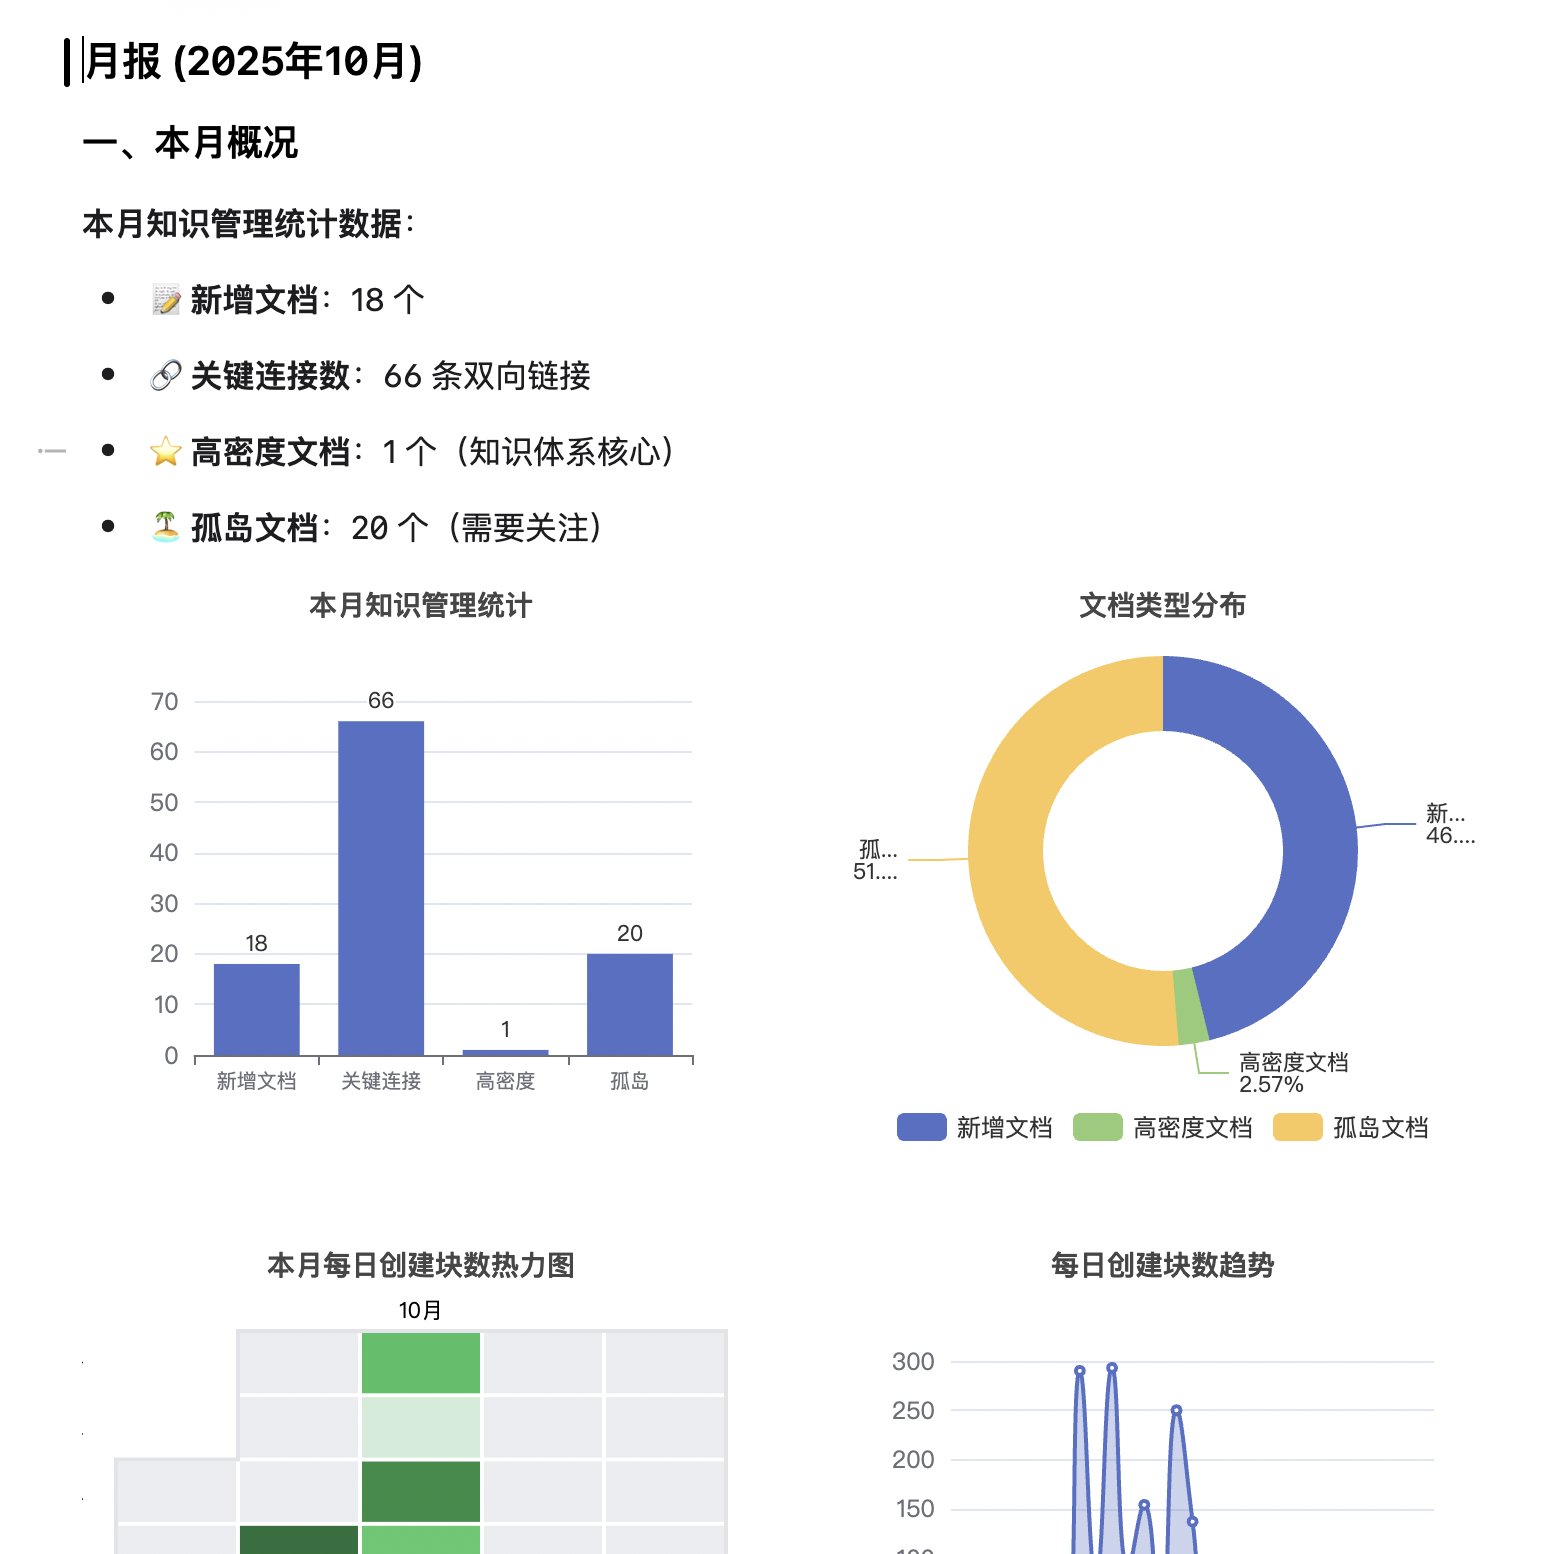 月报 (2025年10月)
一、本月概况
本月知识管理统计数据：
新增文档：18 个
关键连接数：66 条双向链接
高密度文档：1 个（知识体系核心）
孤岛文档：20 个（需要关注）
本月知识管理统计
70
60
50
40
30
20
10
0
18
66
1
20
新增文档
关键连接
高密度
孤岛
文档类型分布
新...
46....
孤...
51....
高密度文档
2.57%
新增文档
高密度文档
孤岛文档
本月每日创建块数热力图
10月
每日创建块数趋势
300
250
200
150
100